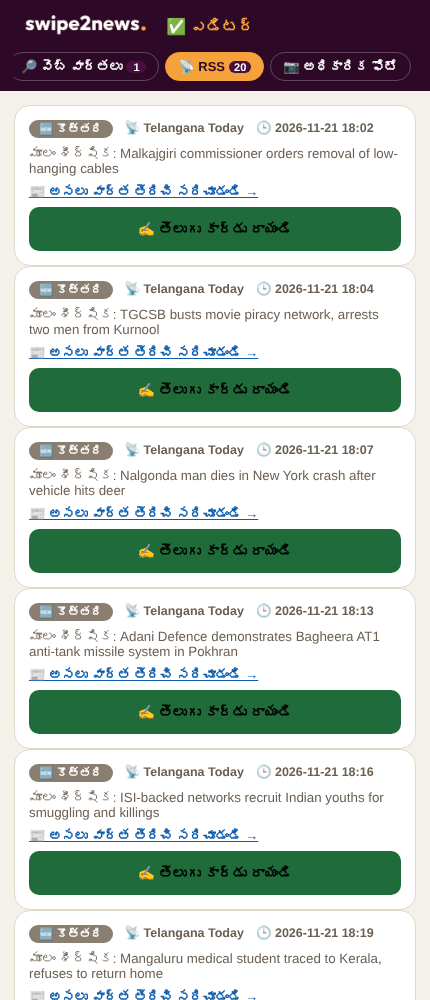 swipe2news. ✅ ఎడిటర్
🔎 వెబ్ వార్తలు 1 📡 RSS 20 📷 అధికారిక ఫోటో
🆕 కొత్తది 📡 Telangana Today 🕒 2026-11-21 18:02
మూలం శీర్షిక: Malkajgiri commissioner orders removal of low-
hanging cables
📰 అసలు వార్త తెరిచి సరిచూడండి →
✍️ తెలుగు కార్డు రాయండి
🆕 కొత్తది 📡 Telangana Today 🕒 2026-11-21 18:04
మూలం శీర్షిక: TGCSB busts movie piracy network, arrests
two men from Kurnool
📰 అసలు వార్త తెరిచి సరిచూడండి →
✍️ తెలుగు కార్డు రాయండి
🆕 కొత్తది 📡 Telangana Today 🕒 2026-11-21 18:07
మూలం శీర్షిక: Nalgonda man dies in New York crash after
vehicle hits deer
📰 అసలు వార్త తెరిచి సరిచూడండి →
✍️ తెలుగు కార్డు రాయండి
🆕 కొత్తది 📡 Telangana Today 🕒 2026-11-21 18:13
మూలం శీర్షిక: Adani Defence demonstrates Bagheera AT1
anti-tank missile system in Pokhran
📰 అసలు వార్త తెరిచి సరిచూడండి →
✍️ తెలుగు కార్డు రాయండి
🆕 కొత్తది 📡 Telangana Today 🕒 2026-11-21 18:16
మూలం శీర్షిక: ISI-backed networks recruit Indian youths for
smuggling and killings
📰 అసలు వార్త తెరిచి సరిచూడండి →
✍️ తెలుగు కార్డు రాయండి
🆕 కొత్తది 📡 Telangana Today 🕒 2026-11-21 18:19
మూలం శీర్షిక: Mangaluru medical student traced to Kerala,
refuses to return home
📰 అసలు వార్త తెరిచి సరిచూడండి →